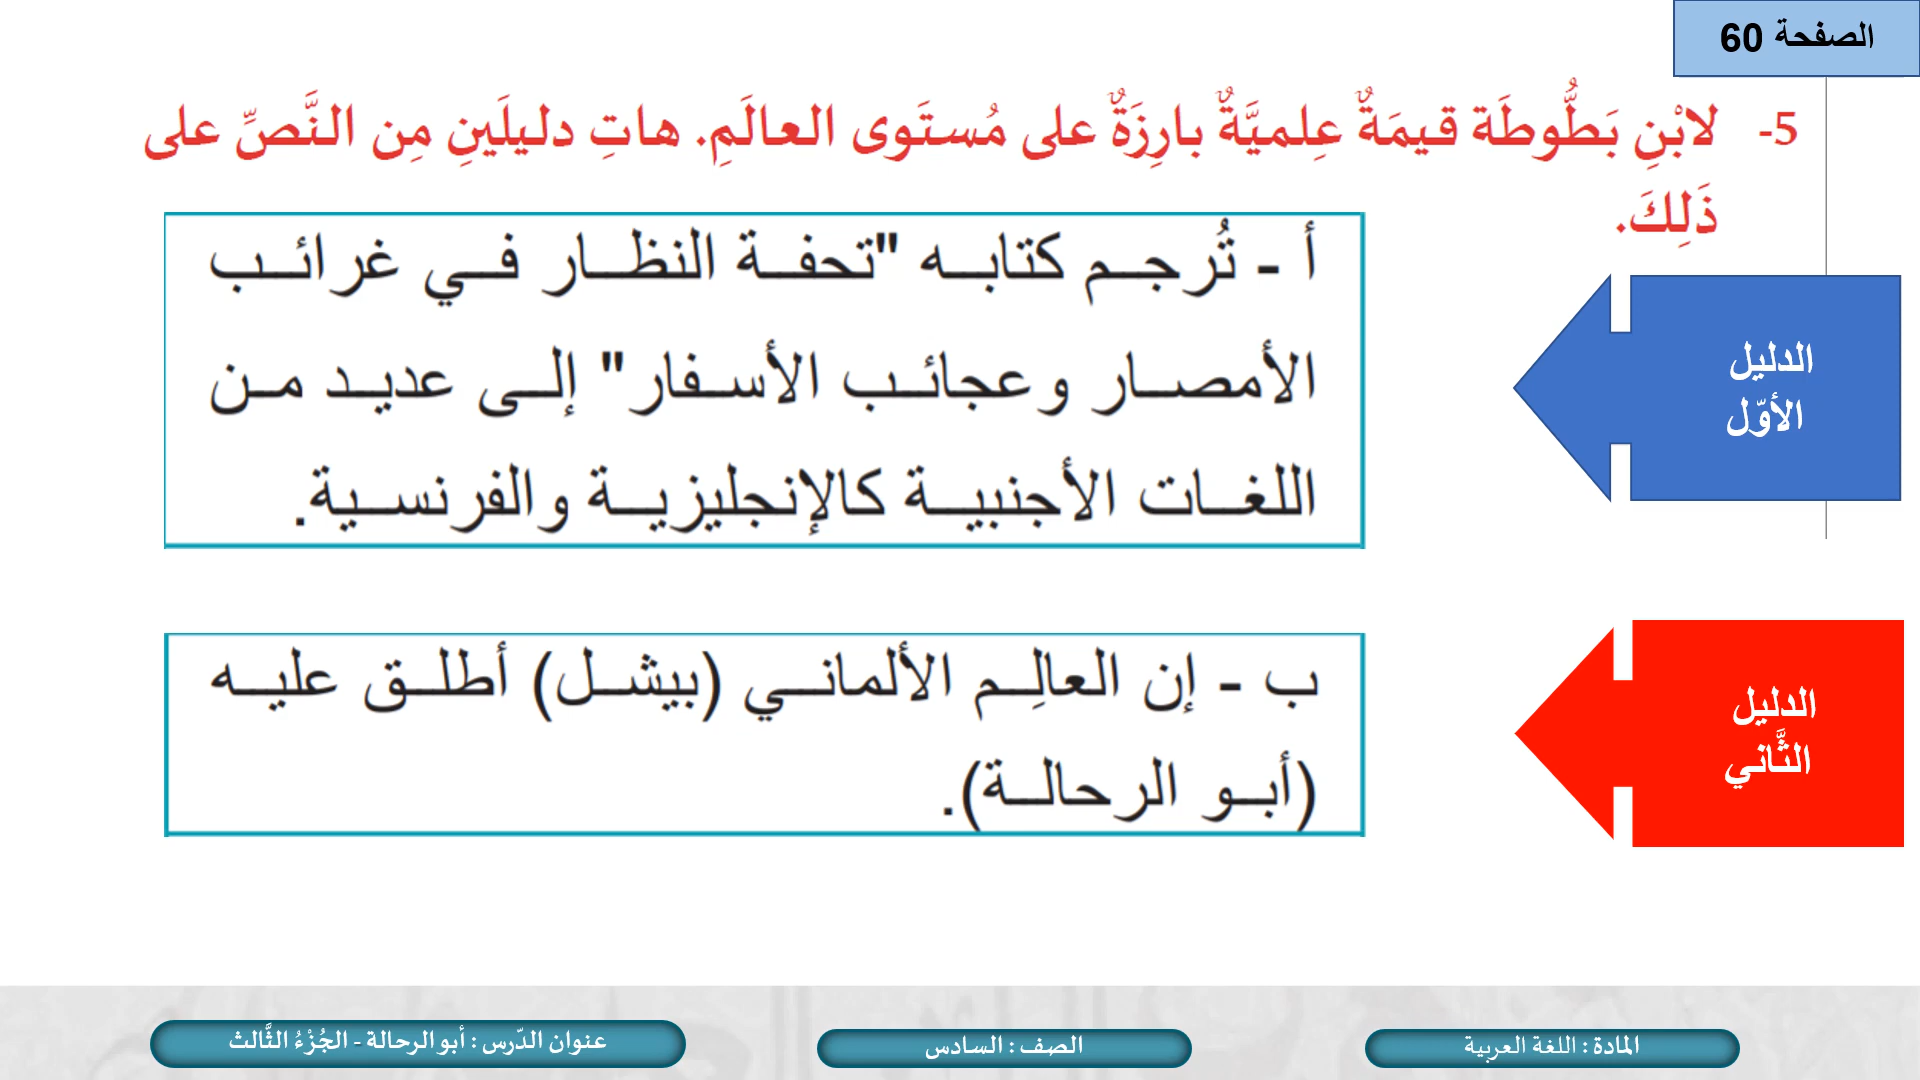 الصفحة 60
5- لابْنِ بَطُّوطَة قيمَةٌ عِلميَّةٌ بارِزَةٌ على مُستَوى العالَمِ. هاتِ دليلَينِ مِن النَّصِّ على
ذَلِكَ.
أ - تُرجم كتابه "تحفة النظار في غرائب
الأمصار وعجائب الأسفار" إلى عديد من
اللغات الأجنبية كالإنجليزية والفرنسية.
الدليل
الأوّل
ب - إن العالِم الألماني (بيشل) أطلق عليه
(أبو الرحالة).
الدليل
الثَّاني
المادة : اللغة العربية
الصف : السادس
عنوان الدّرس : أبو الرحالة - الجُزْءُ الثَّالث